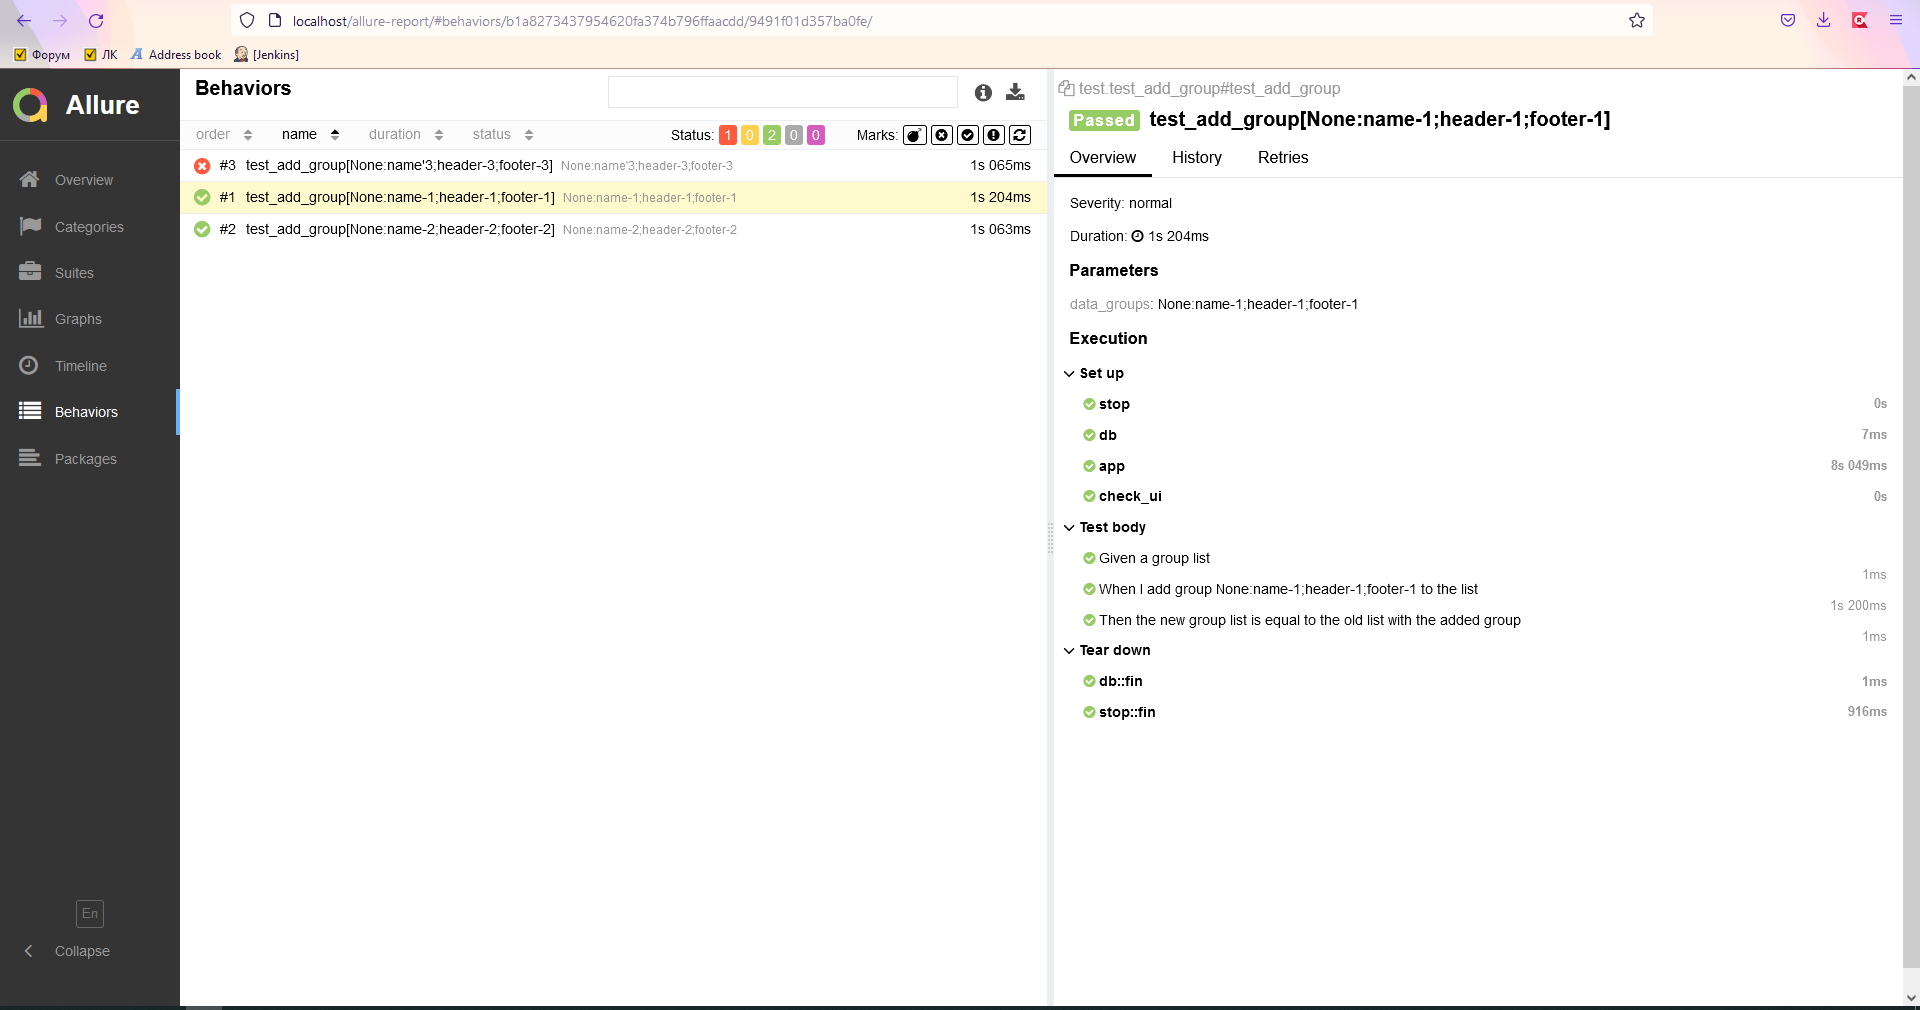 localhost/allure-report/#behaviors/b1a8273437954620fa374b796ffaacdd/9491f01d357ba0fe/
Форум ЛК Address book [Jenkins]
Allure
Overview
Categories
Suites
Graphs
Timeline
Behaviors
Packages
En
Collapse
Behaviors
order name duration status Status: 1 0 2 0 0 Marks:
#3 test_add_group[None:name'3;header-3;footer-3] None:name'3;header-3;footer-3 1s 065ms
#1 test_add_group[None:name-1;header-1;footer-1] None:name-1;header-1;footer-1 1s 204ms
#2 test_add_group[None:name-2;header-2;footer-2] None:name-2;header-2;footer-2 1s 063ms
test.test_add_group#test_add_group
Passed test_add_group[None:name-1;header-1;footer-1]
Overview History Retries
Severity: normal
Duration: 1s 204ms
Parameters
data_groups: None:name-1;header-1;footer-1
Execution
Set up
stop 0s
db 7ms
app 8s 049ms
check_ui 0s
Test body
Given a group list
1ms
When I add group None:name-1;header-1;footer-1 to the list
1s 200ms
Then the new group list is equal to the old list with the added group
1ms
Tear down
db::fin 1ms
stop::fin 916ms